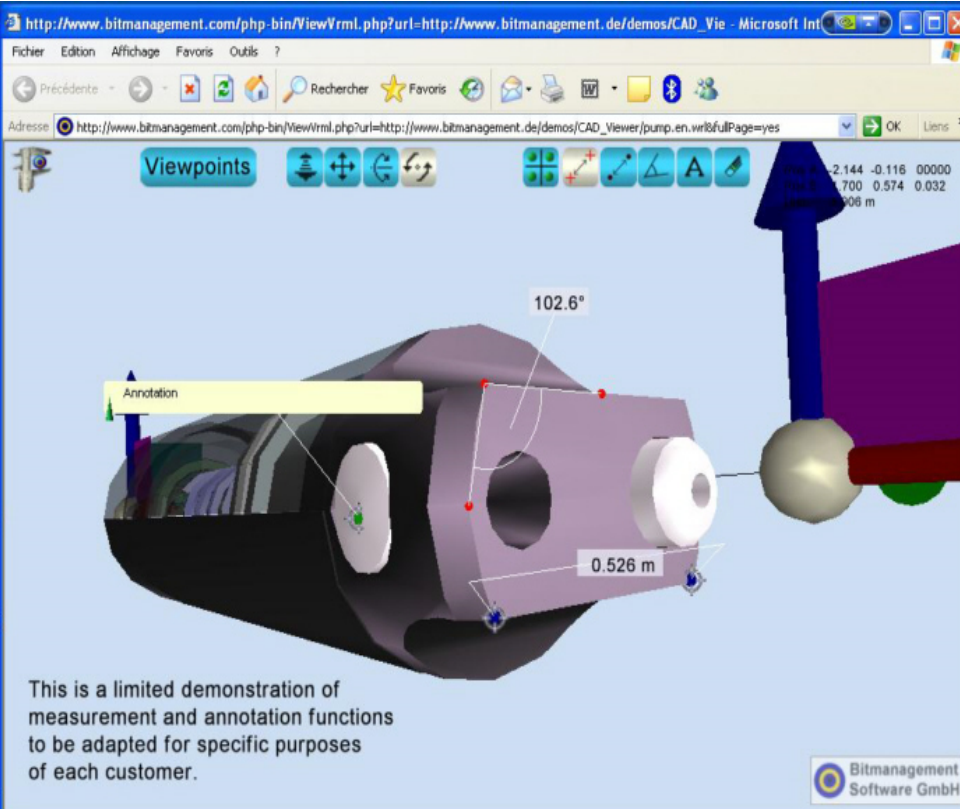 http://www.bitmanagement.com/php-bin/ViewVrml.php?url=http://www.bitmanagement.de/demos/CAD_Vie - Microsoft Int
Fichier Edition Affichage Favoris Outils ?
Précédente Rechercher Favoris
Adresse http://www.bitmanagement.com/php-bin/ViewVrml.php?url=http://www.bitmanagement.de/demos/CAD_Viewer/pump.en.wrl&fullPage=yes OK Liens
Viewpoints A
-2.144 -0.116 00000
.700 0.574 0.032
m
102.6°
Annotation
0.526 m
This is a limited demonstration of
measurement and annotation functions
to be adapted for specific purposes
of each customer.
Bitmanagement
Software GmbH